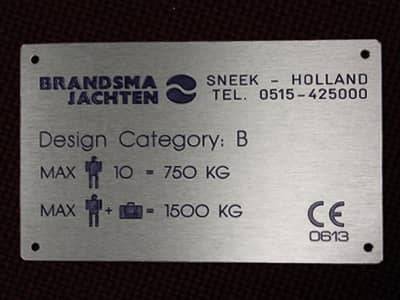 BRANDSMA JACHTEN
SNEEK - HOLLAND
TEL. 0515-425000
Design Category: B
MAX 10 = 750 KG
MAX + = 1500 KG
CE
0613